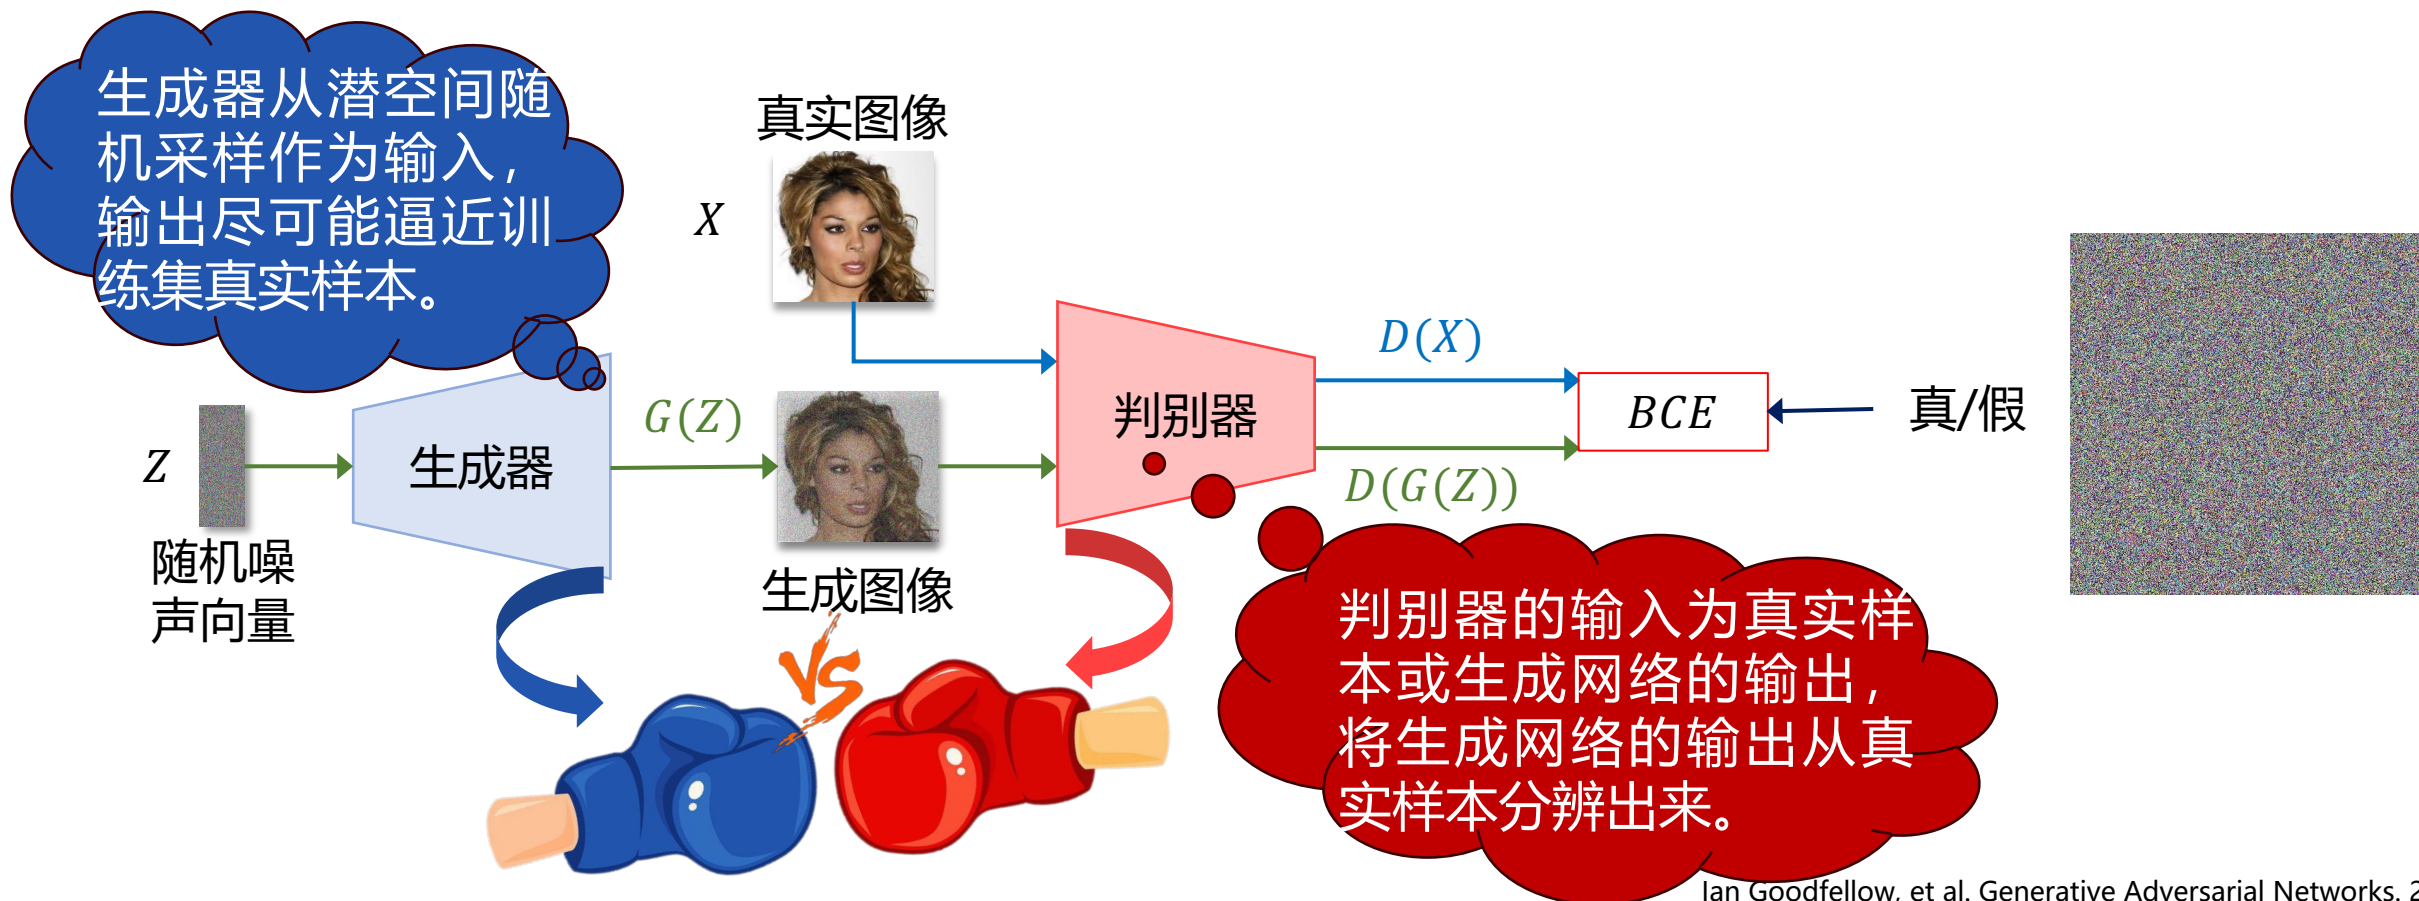 生成器从潜空间随
机采样作为输入，
输出尽可能逼近训
练集真实样本。
真实图像
X
Z
随机噪
声向量
生成器
G(Z)
生成图像
判别器
D(X)
D(G(Z))
BCE
真/假
VS
判别器的输入为真实样
本或生成网络的输出，
将生成网络的输出从真
实样本分辨出来。
Ian Goodfellow, et al. Generative Adversarial Networks. 2